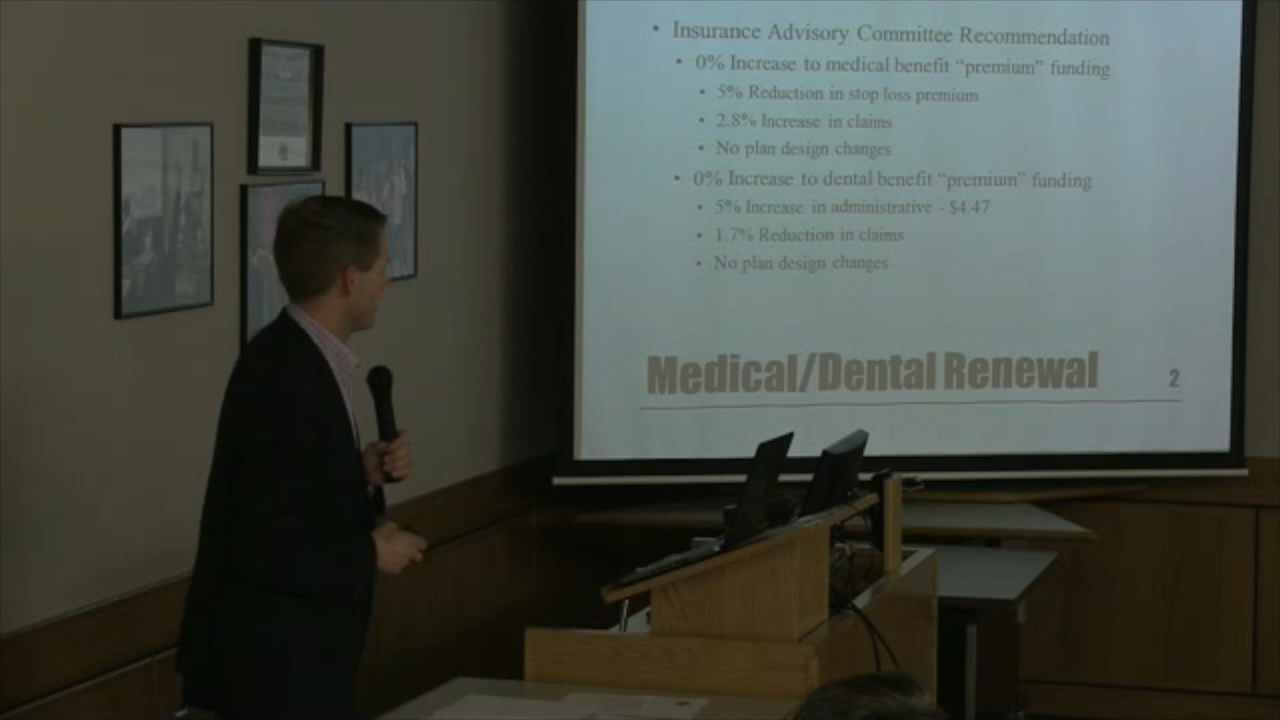 • Insurance Advisory Committee Recommendation
• 0% Increase to medical benefit “premium” funding
• 5% Reduction in stop loss premium
• 2.8% Increase in claims
• No plan design changes
• 0% Increase to dental benefit “premium” funding
• 5% Increase in administrative - $4.47
• 1.7% Reduction in claims
• No plan design changes
Medical/Dental Renewal
2